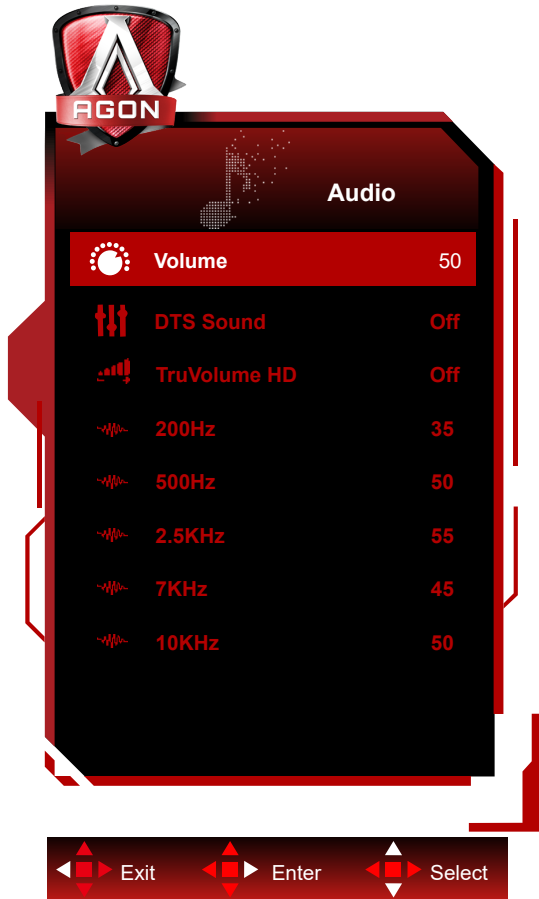 AGON
Audio
Volume 50
DTS Sound Off
TruVolume HD Off
200Hz 35
500Hz 50
2.5KHz 55
7KHz 45
10KHz 50
Exit Enter Select